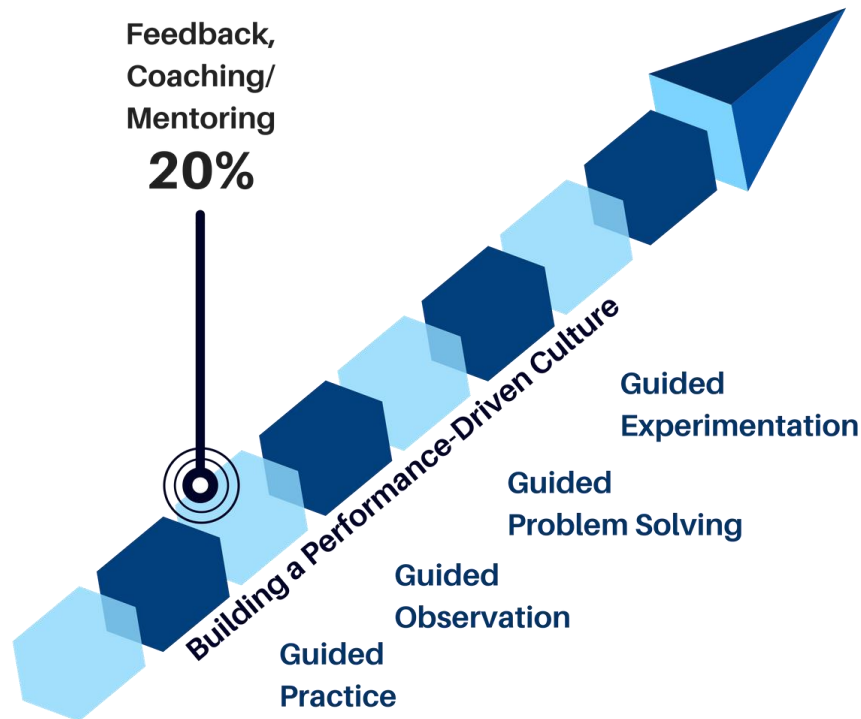 Feedback,
Coaching/
Mentoring
20%
Building a Performance-Driven Culture
Guided
Experimentation
Guided
Problem Solving
Guided
Observation
Guided
Practice